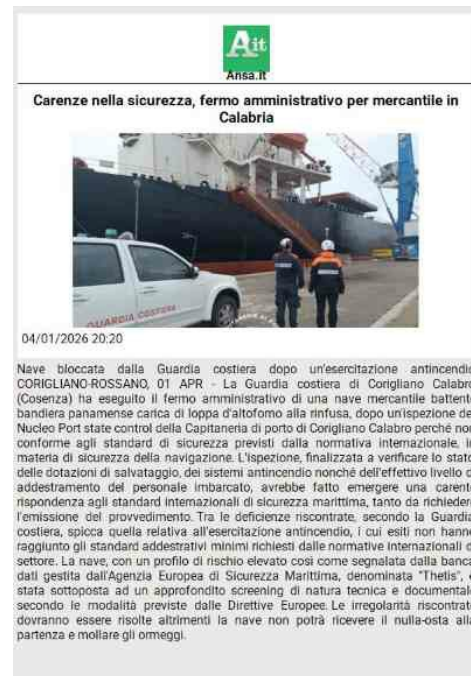 Ait
Ansa.it
Carenze nella sicurezza, fermo amministrativo per mercantile in
Calabria
GUARDIA COSTIERA
04/01/2026 20:20
Nave bloccata dalla Guardia costiera dopo un'esercitazione antincendio
CORIGLIANO-ROSSANO, 01 APR - La Guardia costiera di Corigliano Calabro
(Cosenza) ha eseguito il fermo amministrativo di una nave mercantile battente
bandiera panamense carica di loppa d'altoforno alla rinfusa, dopo un'ispezione del
Nucleo Port state control della Capitaneria di porto di Corigliano Calabro perché non
conforme agli standard di sicurezza previsti dalla normativa internazionale, in
materia di sicurezza della navigazione. L'ispezione, finalizzata a verificare lo stato
delle dotazioni di salvataggio, dei sistemi antincendio nonché dell'effettivo livello d
addestramento del personale imbarcato, avrebbe fatto emergere una carente
rispondenza agli standard internazionali di sicurezza marittima, tanto da richiedere
l'emissione del provvedimento. Tra le deficienze riscontrate, secondo la Guardia
costiera, spicca quella relativa all'esercitazione antincendio, i cui esiti non hanno
raggiunto gli standard addestrativi minimi richiesti dalle normative internazionali d
settore. La nave, con un profilo di rischio elevato così come segnalata dalla banca
dati gestita dall'Agenzia Europea di Sicurezza Marittima, denominata "Thetis", è
stata sottoposta ad un approfondito screening di natura tecnica e documentale
secondo le modalità previste dalle Direttive Europee. Le irregolarità riscontrate
dovranno essere risolte altrimenti la nave non potrà ricevere il nulla-osta alla
partenza e mollare gli ormeggi.